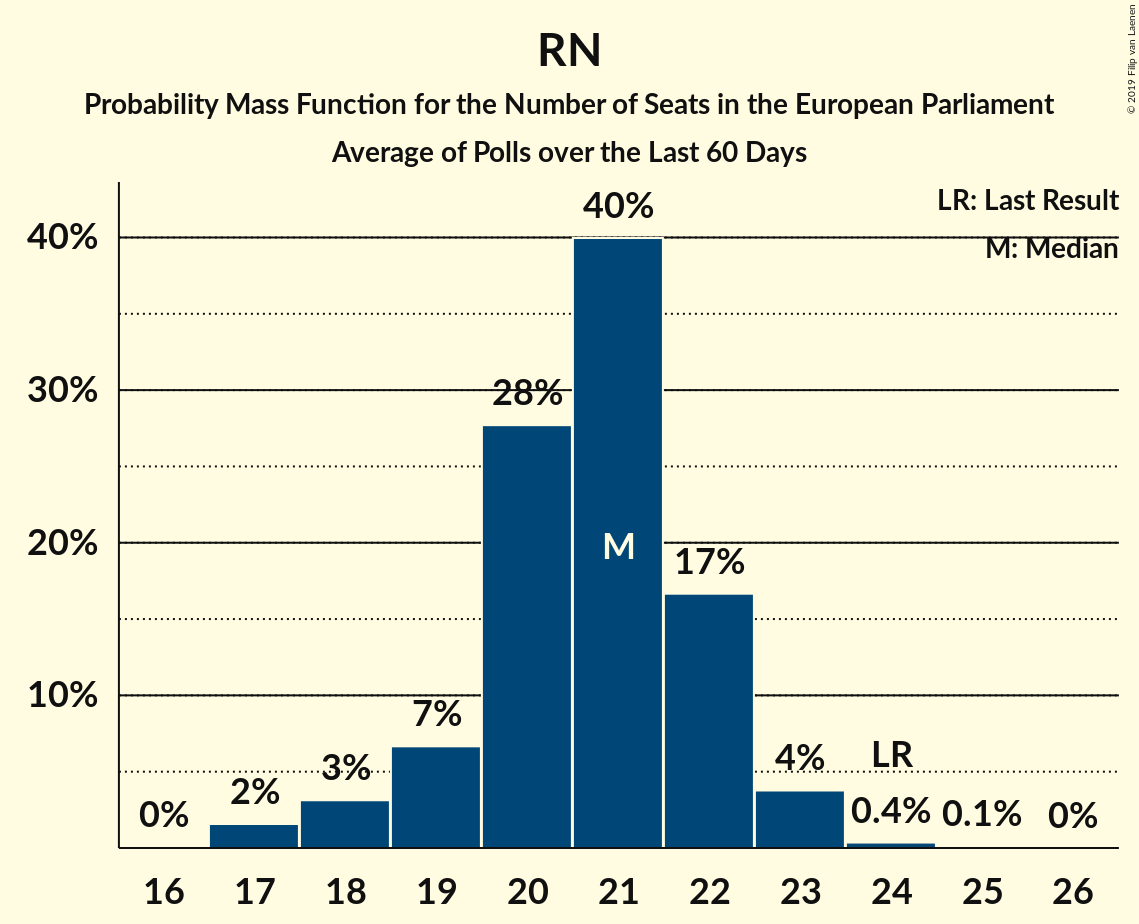 RN
Probability Mass Function for the Number of Seats in the European Parliament
Average of Polls over the Last 60 Days
© 2019 Filip van Laenen
LR: Last Result
M: Median
40%
30%
20%
10%
0%
2%
3%
7%
28%
40%
M
17%
4%
LR
0.4%
0.1%
0%
16 17 18 19 20 21 22 23 24 25 26